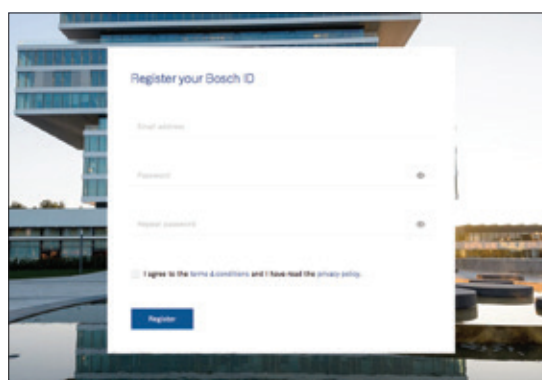 Register your Bosch ID
Email address
Password
Repeat password
I agree to the terms & conditions and I have read the privacy policy.
Register